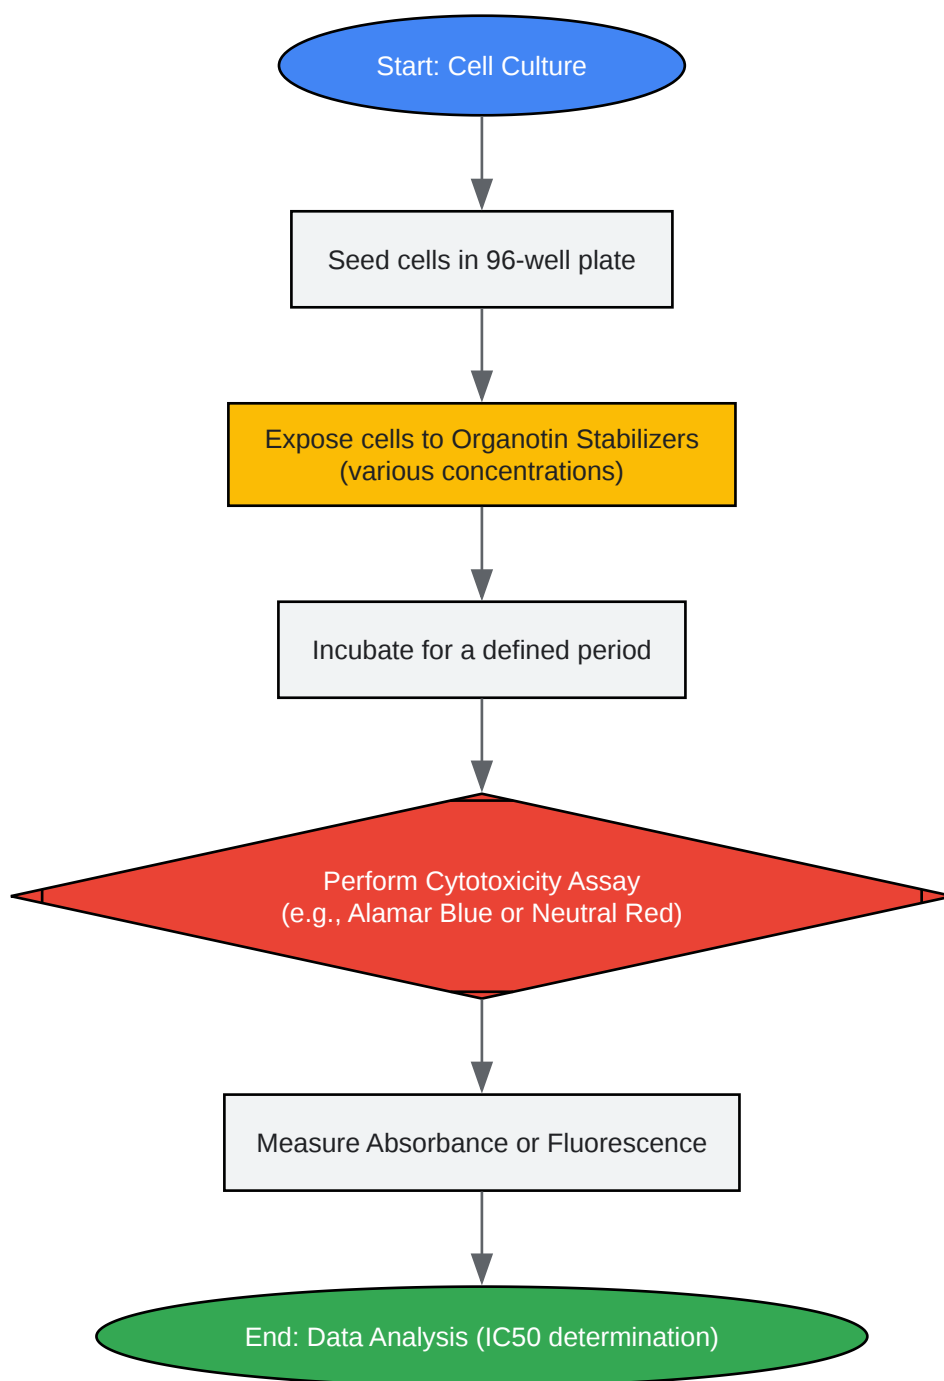 Start: Cell Culture
Seed cells in 96-well plate
Expose cells to Organotin Stabilizers
(various concentrations)
Incubate for a defined period
Perform Cytotoxicity Assay
(e.g., Alamar Blue or Neutral Red)
Measure Absorbance or Fluorescence
End: Data Analysis (IC50 determination)